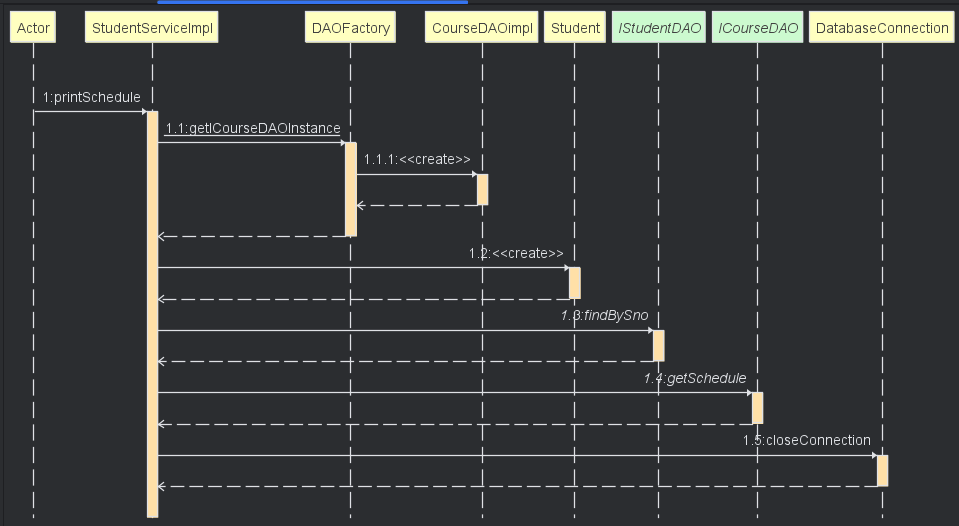 Actor
StudentServiceImpl
DAOFactory
CourseDAOimpl
Student
IStudentDAO
ICourseDAO
DatabaseConnection
1:printSchedule
1.1:getICourseDAOInstance
1.1.1:<<create>>
1.2:<<create>>
1.3:findBySno
1.4:getSchedule
1.5:closeConnection